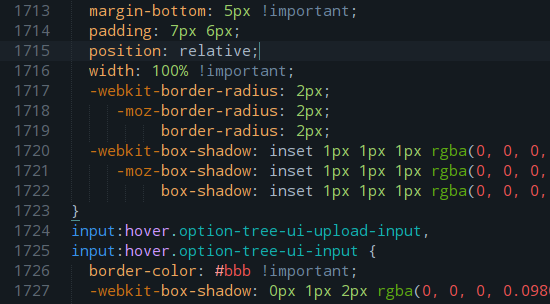 1713 margin-bottom: 5px !important;
1714 padding: 7px 6px;
1715 position: relative;
1716 width: 100% !important;
1717 -webkit-border-radius: 2px;
1718 -moz-border-radius: 2px;
1719 border-radius: 2px;
1720 -webkit-box-shadow: inset 1px 1px 1px rgba(0, 0, 0,
1721 -moz-box-shadow: inset 1px 1px 1px rgba(0, 0, 0,
1722 box-shadow: inset 1px 1px 1px rgba(0, 0, 0,
1723 }
1724 input:hover.option-tree-ui-upload-input,
1725 input:hover.option-tree-ui-input {
1726 border-color: #bbb !important;
1727 -webkit-box-shadow: 0px 1px 2px rgba(0, 0, 0, 0.098